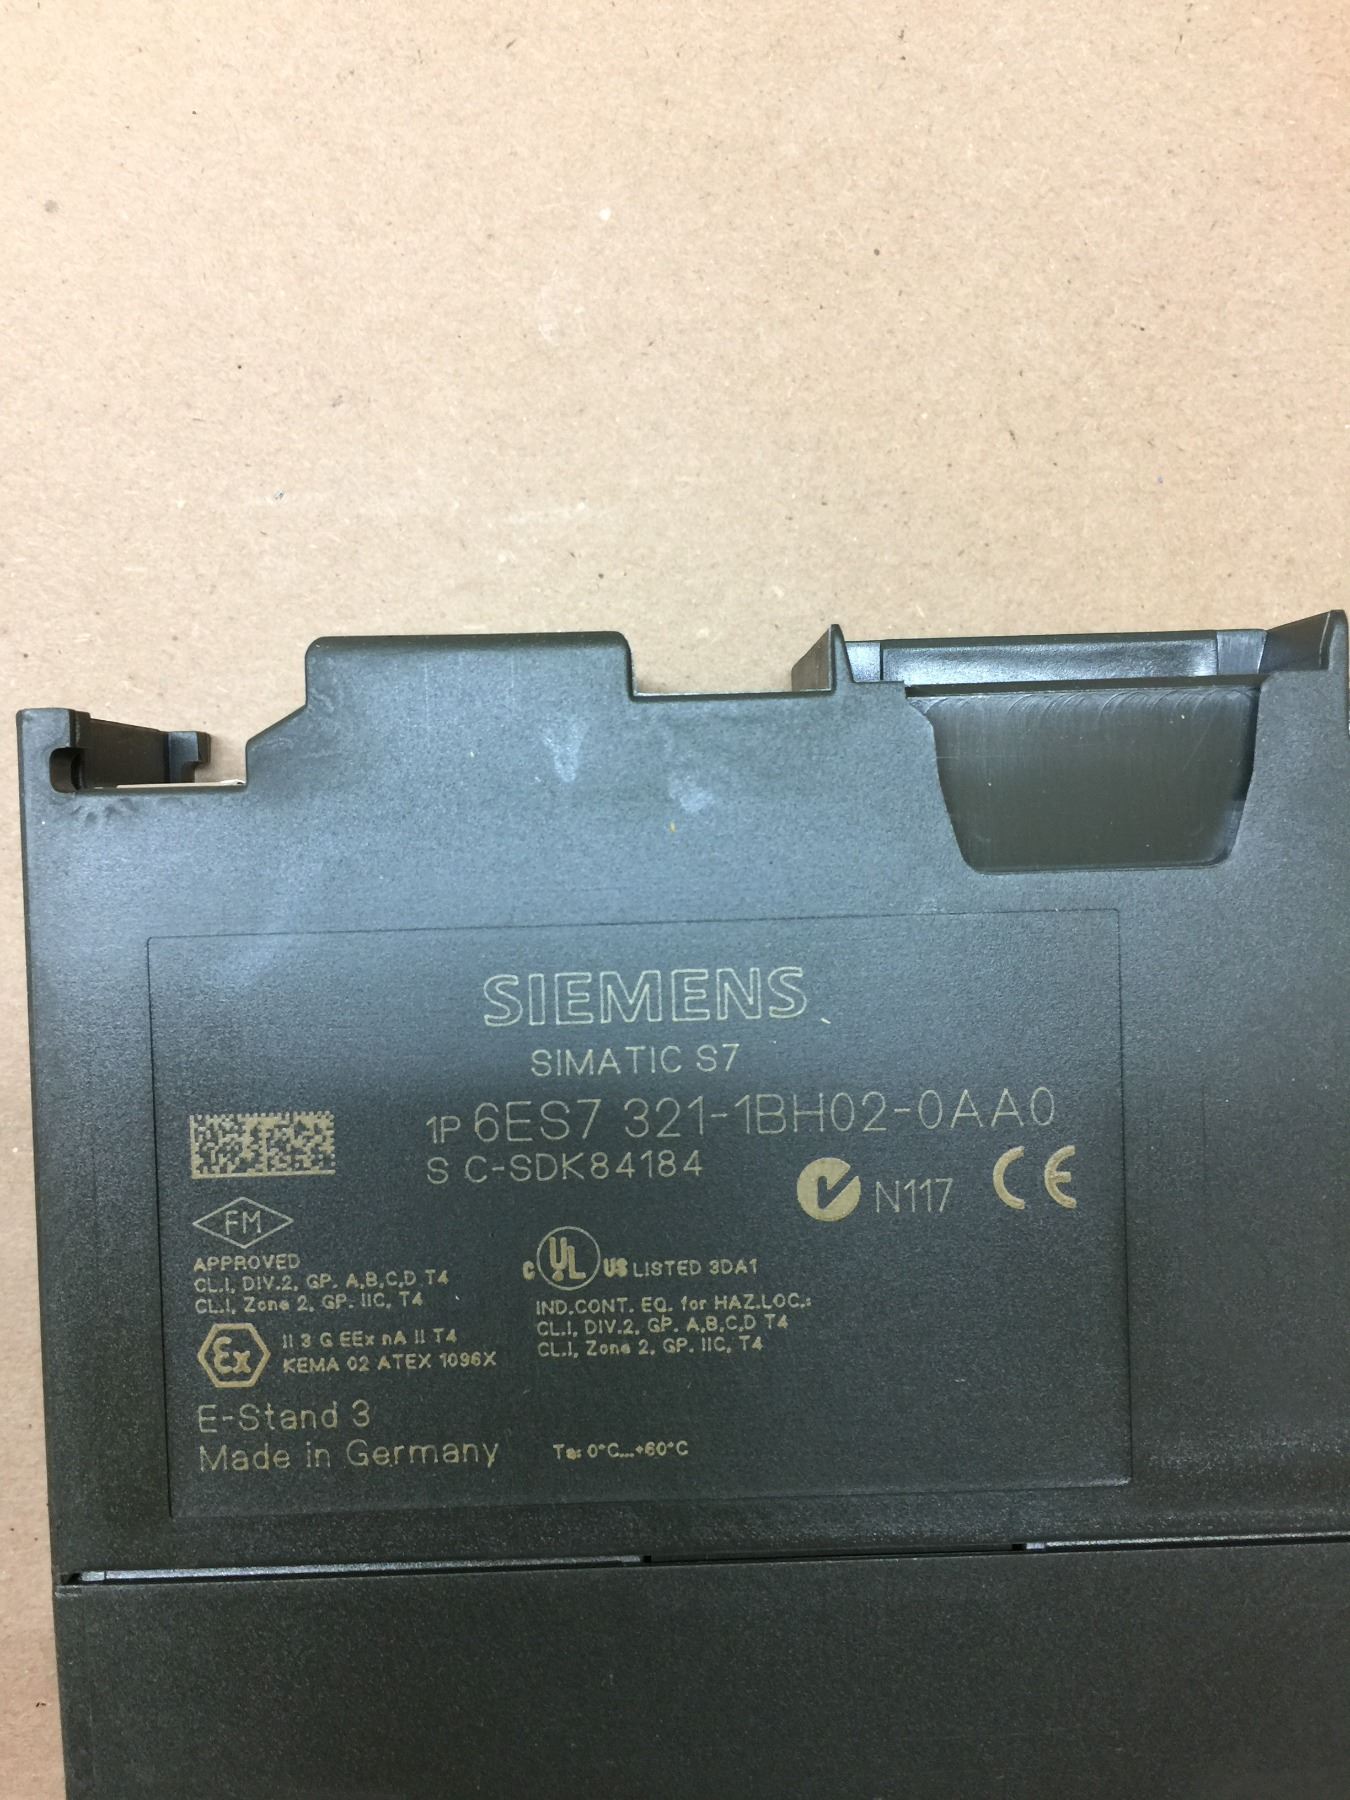 SIEMENS
SIMATIC S7
1P 6ES7 321-1BH02-0AA0
S C-SDK84184
N117 CE
FM
APPROVED
CL.I, DIV.2, GP. A,B,C,D T4
CL.I, Zone 2, GP. IIC, T4
c UL US LISTED 3DA1
IND.CONT. EQ. for HAZ.LOC.:
CL.I, DIV.2, GP. A,B,C,D T4
CL.I, Zone 2, GP. IIC, T4
Ex II 3 G EEx nA II T4
KEMA 02 ATEX 1096X
E-Stand 3
Made in Germany
Ta: 0°C...+60°C